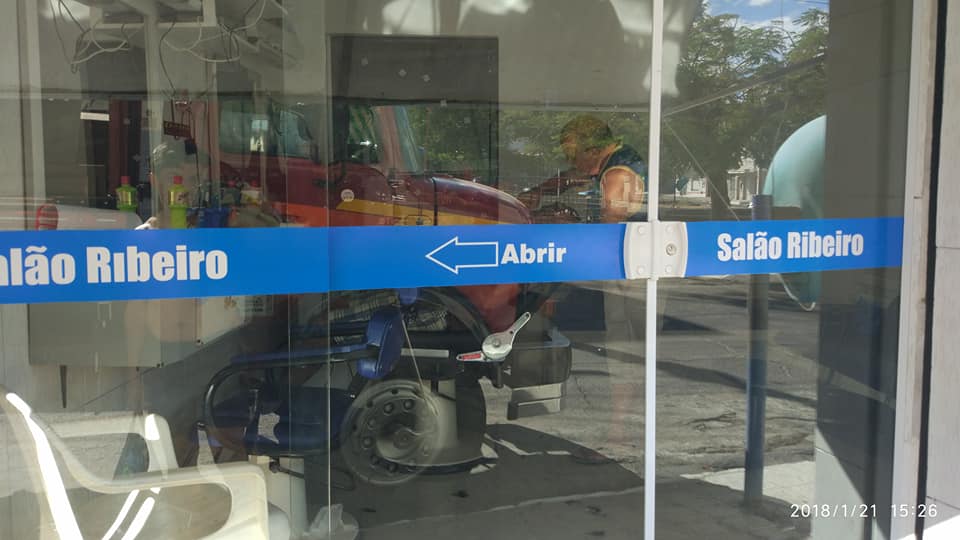 alão Ribeiro
Abrir
Salão Ribeiro
2018/1/21 15:26